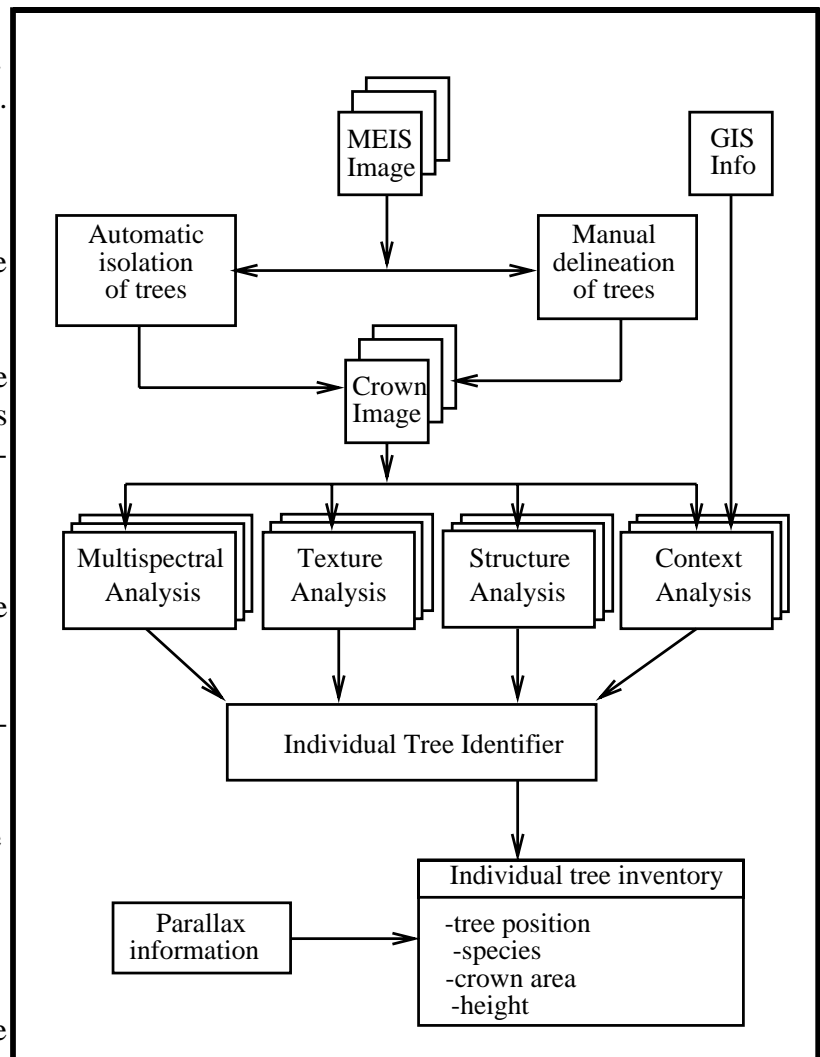 MEIS
Image
GIS
Info
Automatic
isolation
of trees
Manual
delineation
of trees
Crown
Image
Multispectral
Analysis
Texture
Analysis
Structure
Analysis
Context
Analysis
Individual Tree Identifier
Individual tree inventory
-tree position
-species
-crown area
-height
Parallax
information